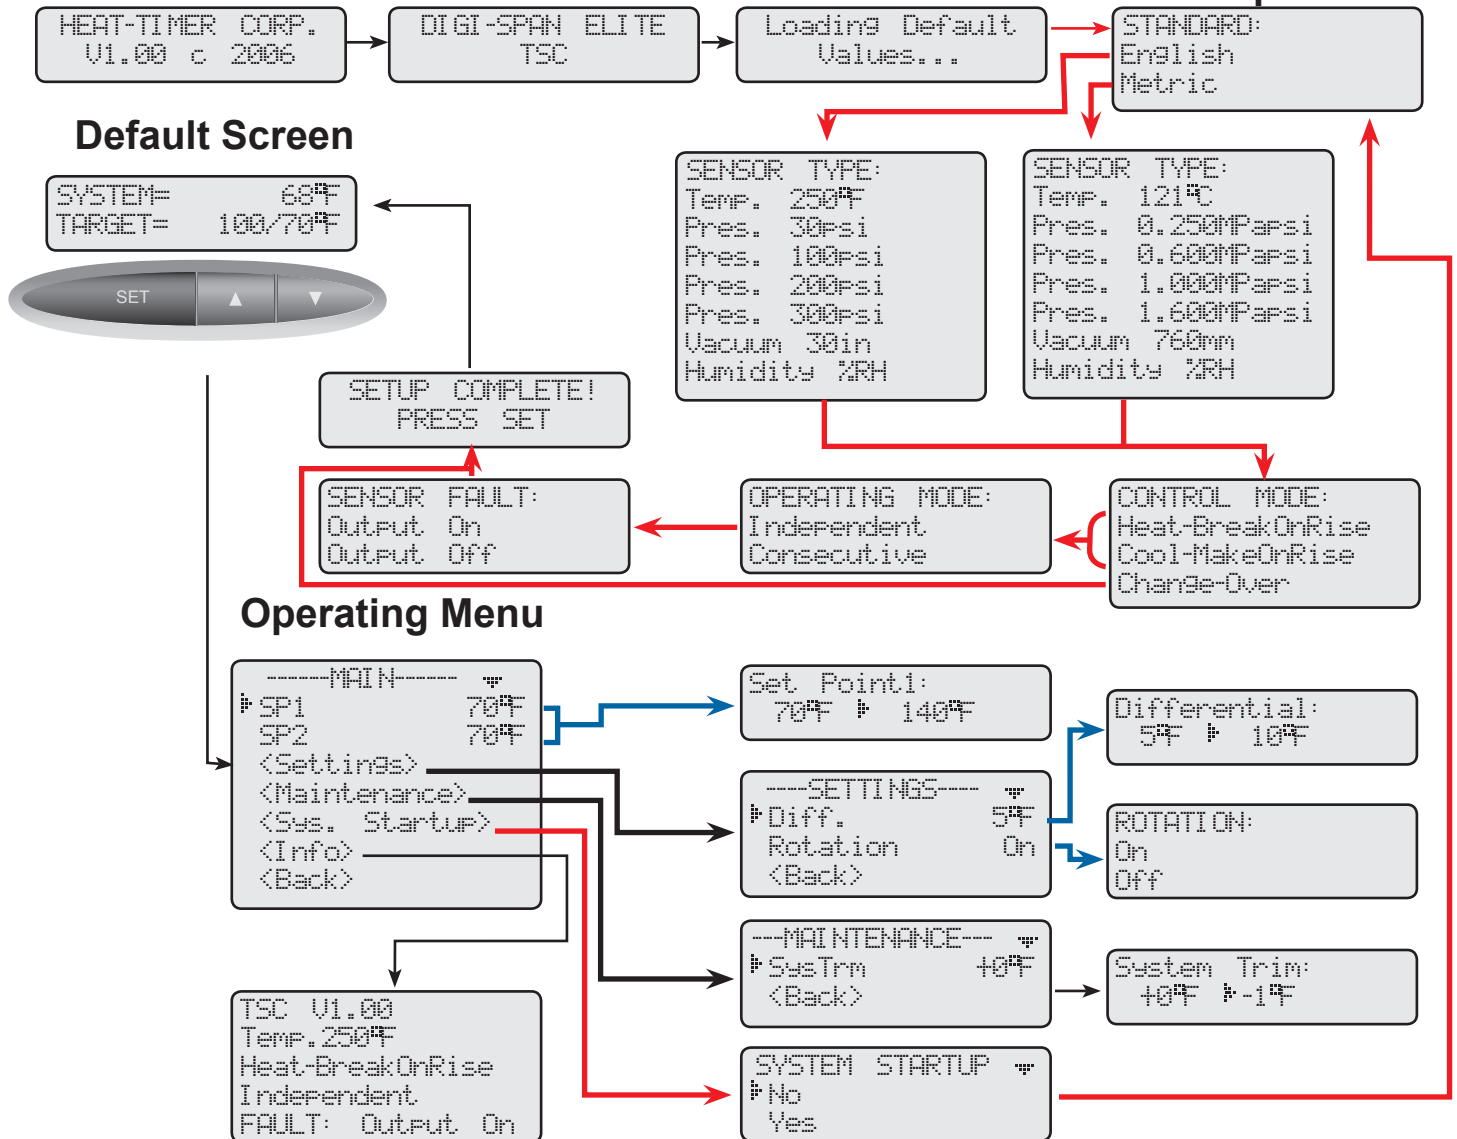 HEAT-TIMER CORP.
V1.00 c 2006
DIGI-SPAN ELITE
TSC
Loading Default
Values...
STANDARD:
English
Metric
Default Screen
SYSTEM= 68°F
TARGET= 100/70°F
SET ▲ ▼
SENSOR TYPE:
Temp. 250°F
Pres. 30psi
Pres. 100psi
Pres. 200psi
Pres. 300psi
Vacuum 30in
Humidity %RH
SENSOR TYPE:
Temp. 121°C
Pres. 0.250MPapsi
Pres. 0.600MPapsi
Pres. 1.000MPapsi
Pres. 1.600MPapsi
Vacuum 760mm
Humidity %RH
SETUP COMPLETE!
PRESS SET
SENSOR FAULT:
Output On
Output Off
OPERATING MODE:
Independent
Consecutive
CONTROL MODE:
Heat-BreakOnRise
Cool-MakeOnRise
Change-Over
Operating Menu
------MAIN------
SP1 70°F
SP2 70°F
<Settings>
<Maintenance>
<Sys. Startup>
<Info>
<Back>
Set Point1:
70°F 140°F
----SETTINGS----
Diff. 5°F
Rotation On
<Back>
Differential:
5°F 10°F
ROTATION:
On
Off
---MAINTENANCE---
SysTrm +0°F
<Back>
System Trim:
+0°F -1°F
TSC V1.00
Temp.250°F
Heat-BreakOnRise
Independent
FAULT: Output On
SYSTEM STARTUP
No
Yes